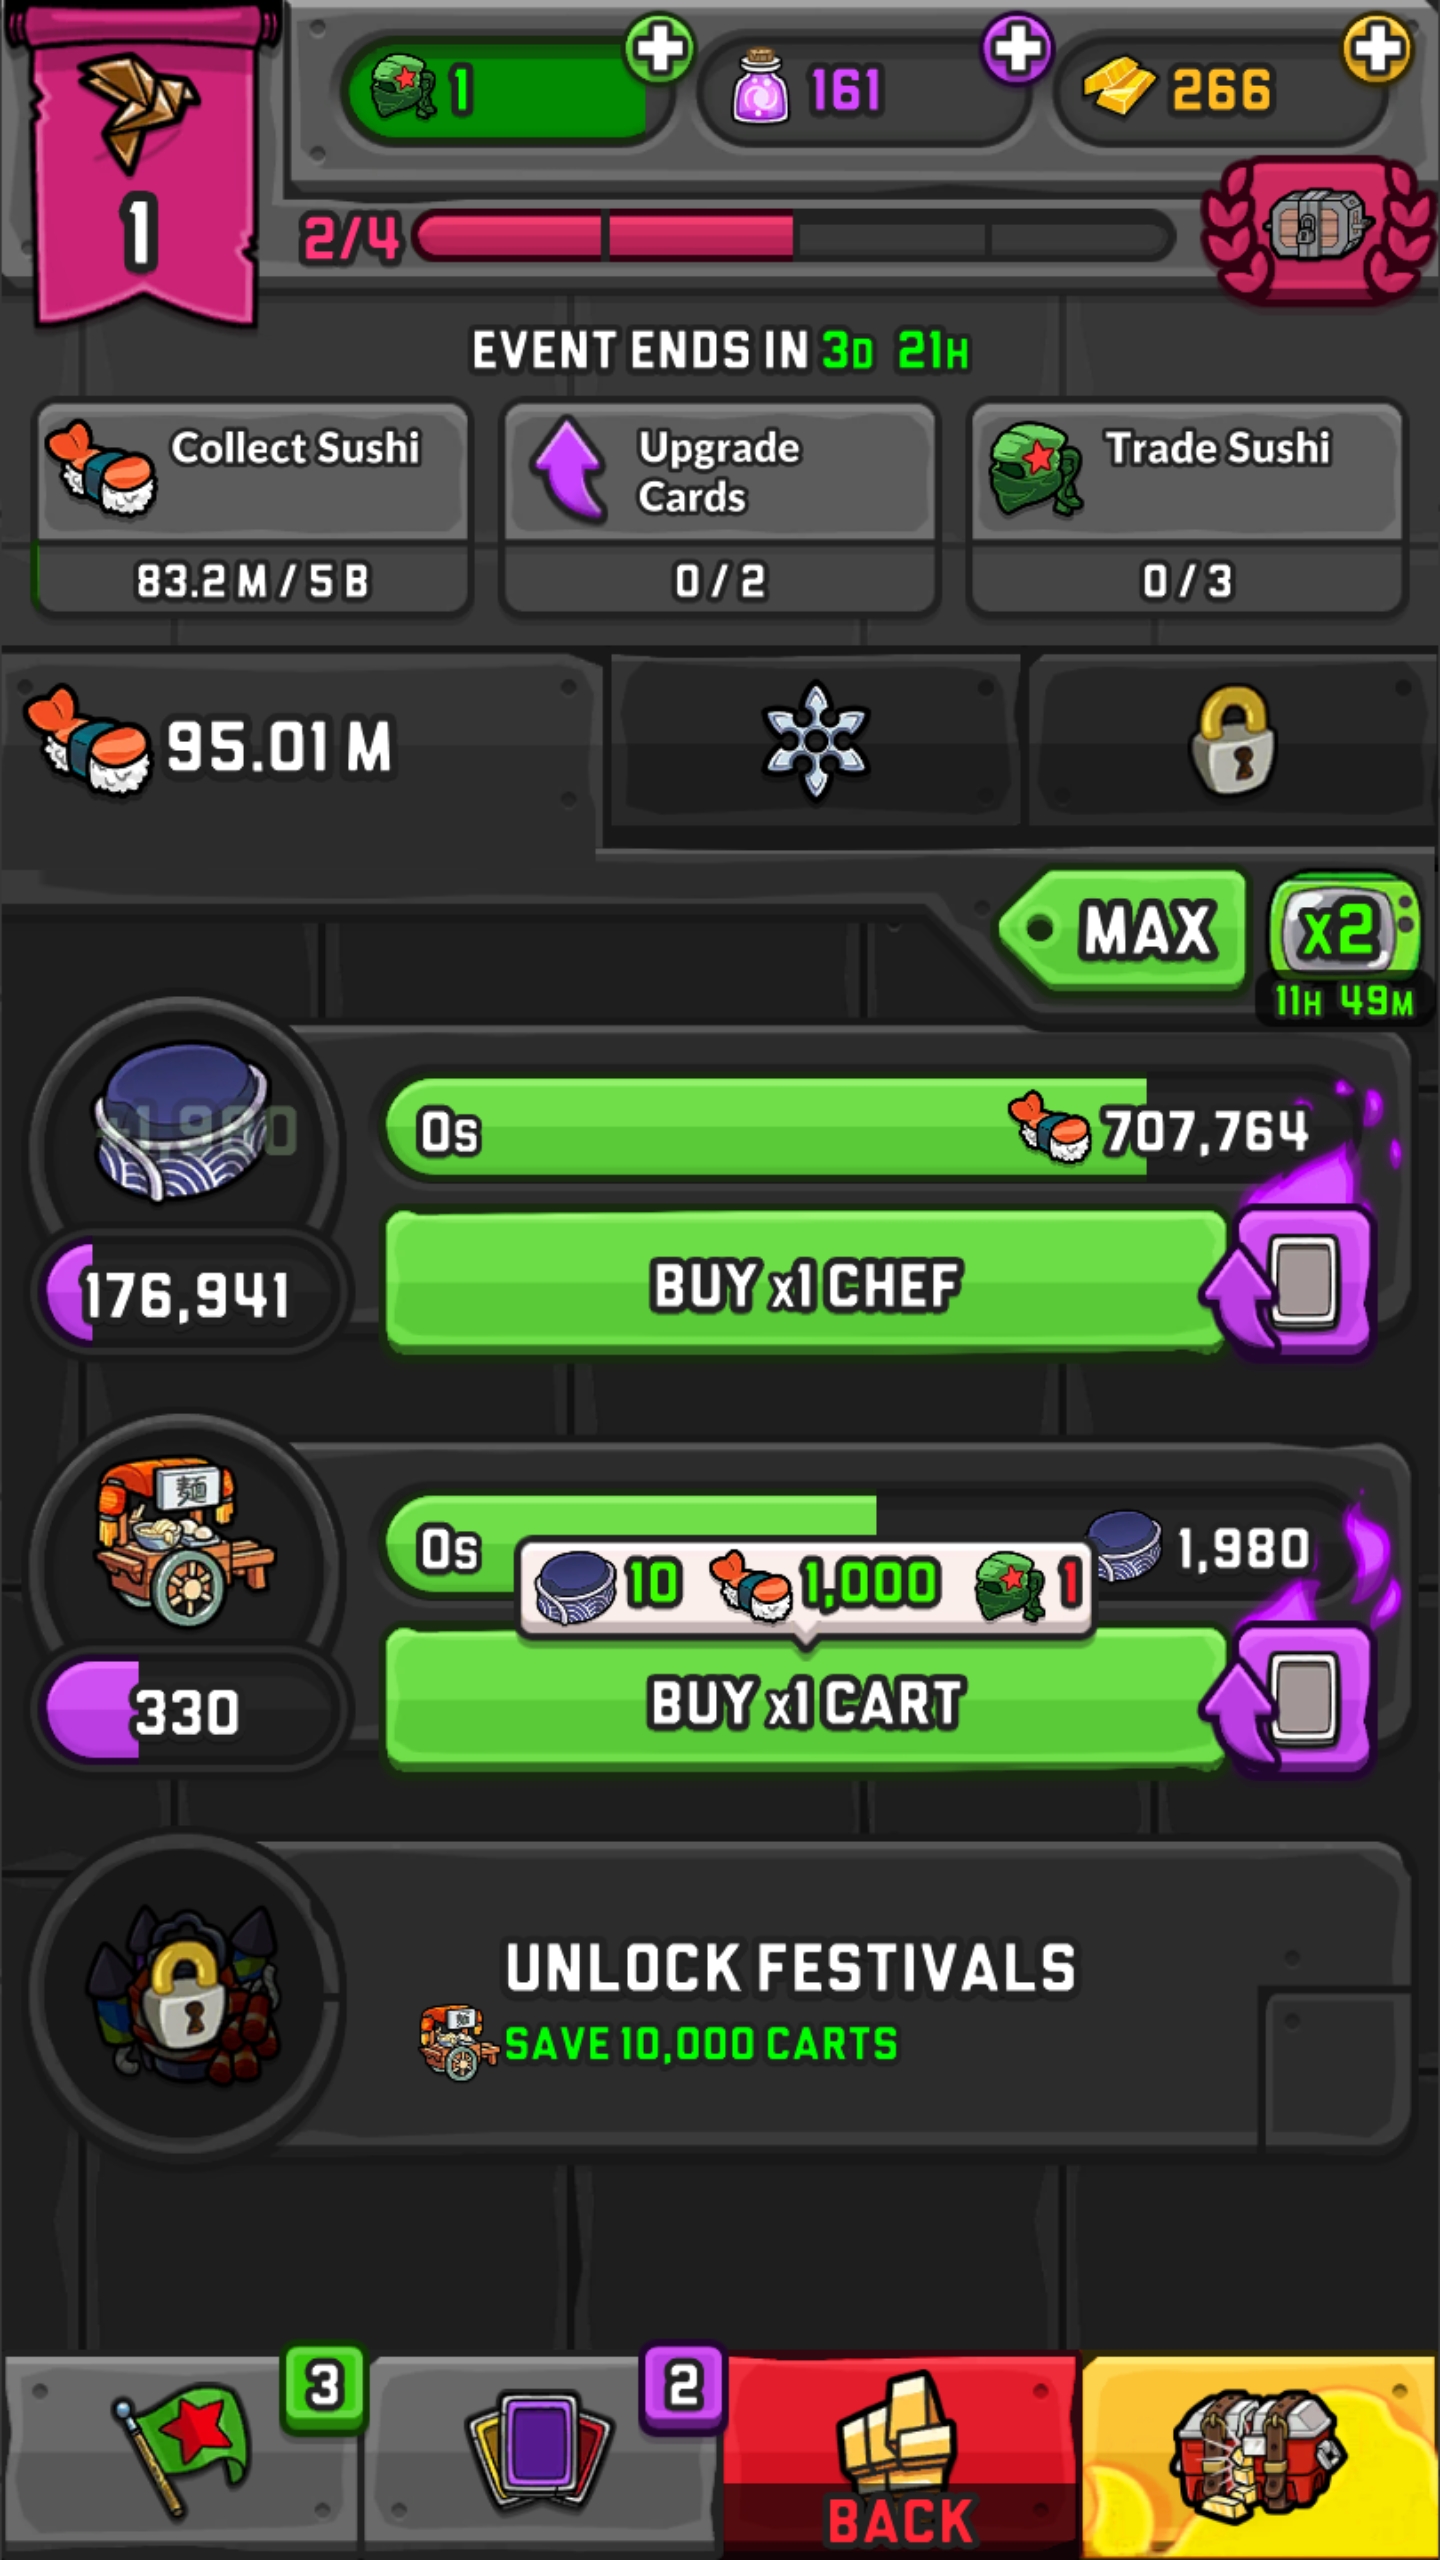 1
161
266
1
2/4
EVENT ENDS IN 3D 21H
Collect Sushi
Upgrade
Cards
Trade Sushi
83.2 M / 5 B
0 / 2
0 / 3
95.01 M
MAX
x2
11H 49M
+1,980
0s
707,764
176,941
BUY x1 CHEF
麺
0s
1,980
10
1,000
1
330
BUY x1 CART
UNLOCK FESTIVALS
SAVE 10,000 CARTS
3
2
BACK